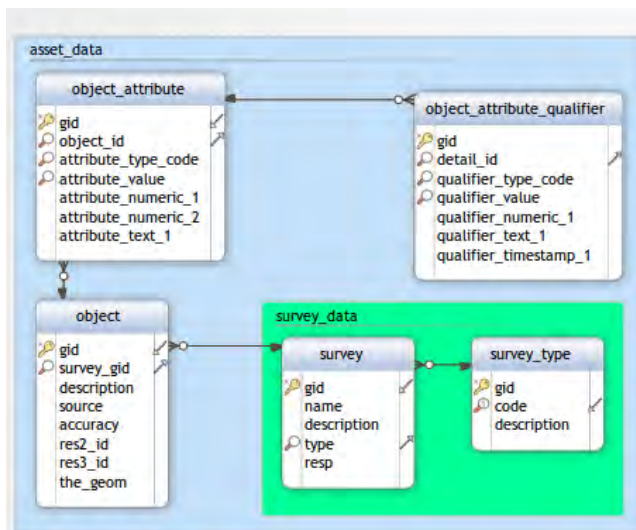 asset_data
object_attribute
gid
object_id
attribute_type_code
attribute_value
attribute_numeric_1
attribute_numeric_2
attribute_text_1
object_attribute_qualifier
gid
detail_id
qualifier_type_code
qualifier_value
qualifier_numeric_1
qualifier_text_1
qualifier_timestamp_1
object
gid
survey_gid
description
source
accuracy
res2_id
res3_id
the_geom
survey_data
survey
gid
name
description
type
resp
survey_type
gid
code
description